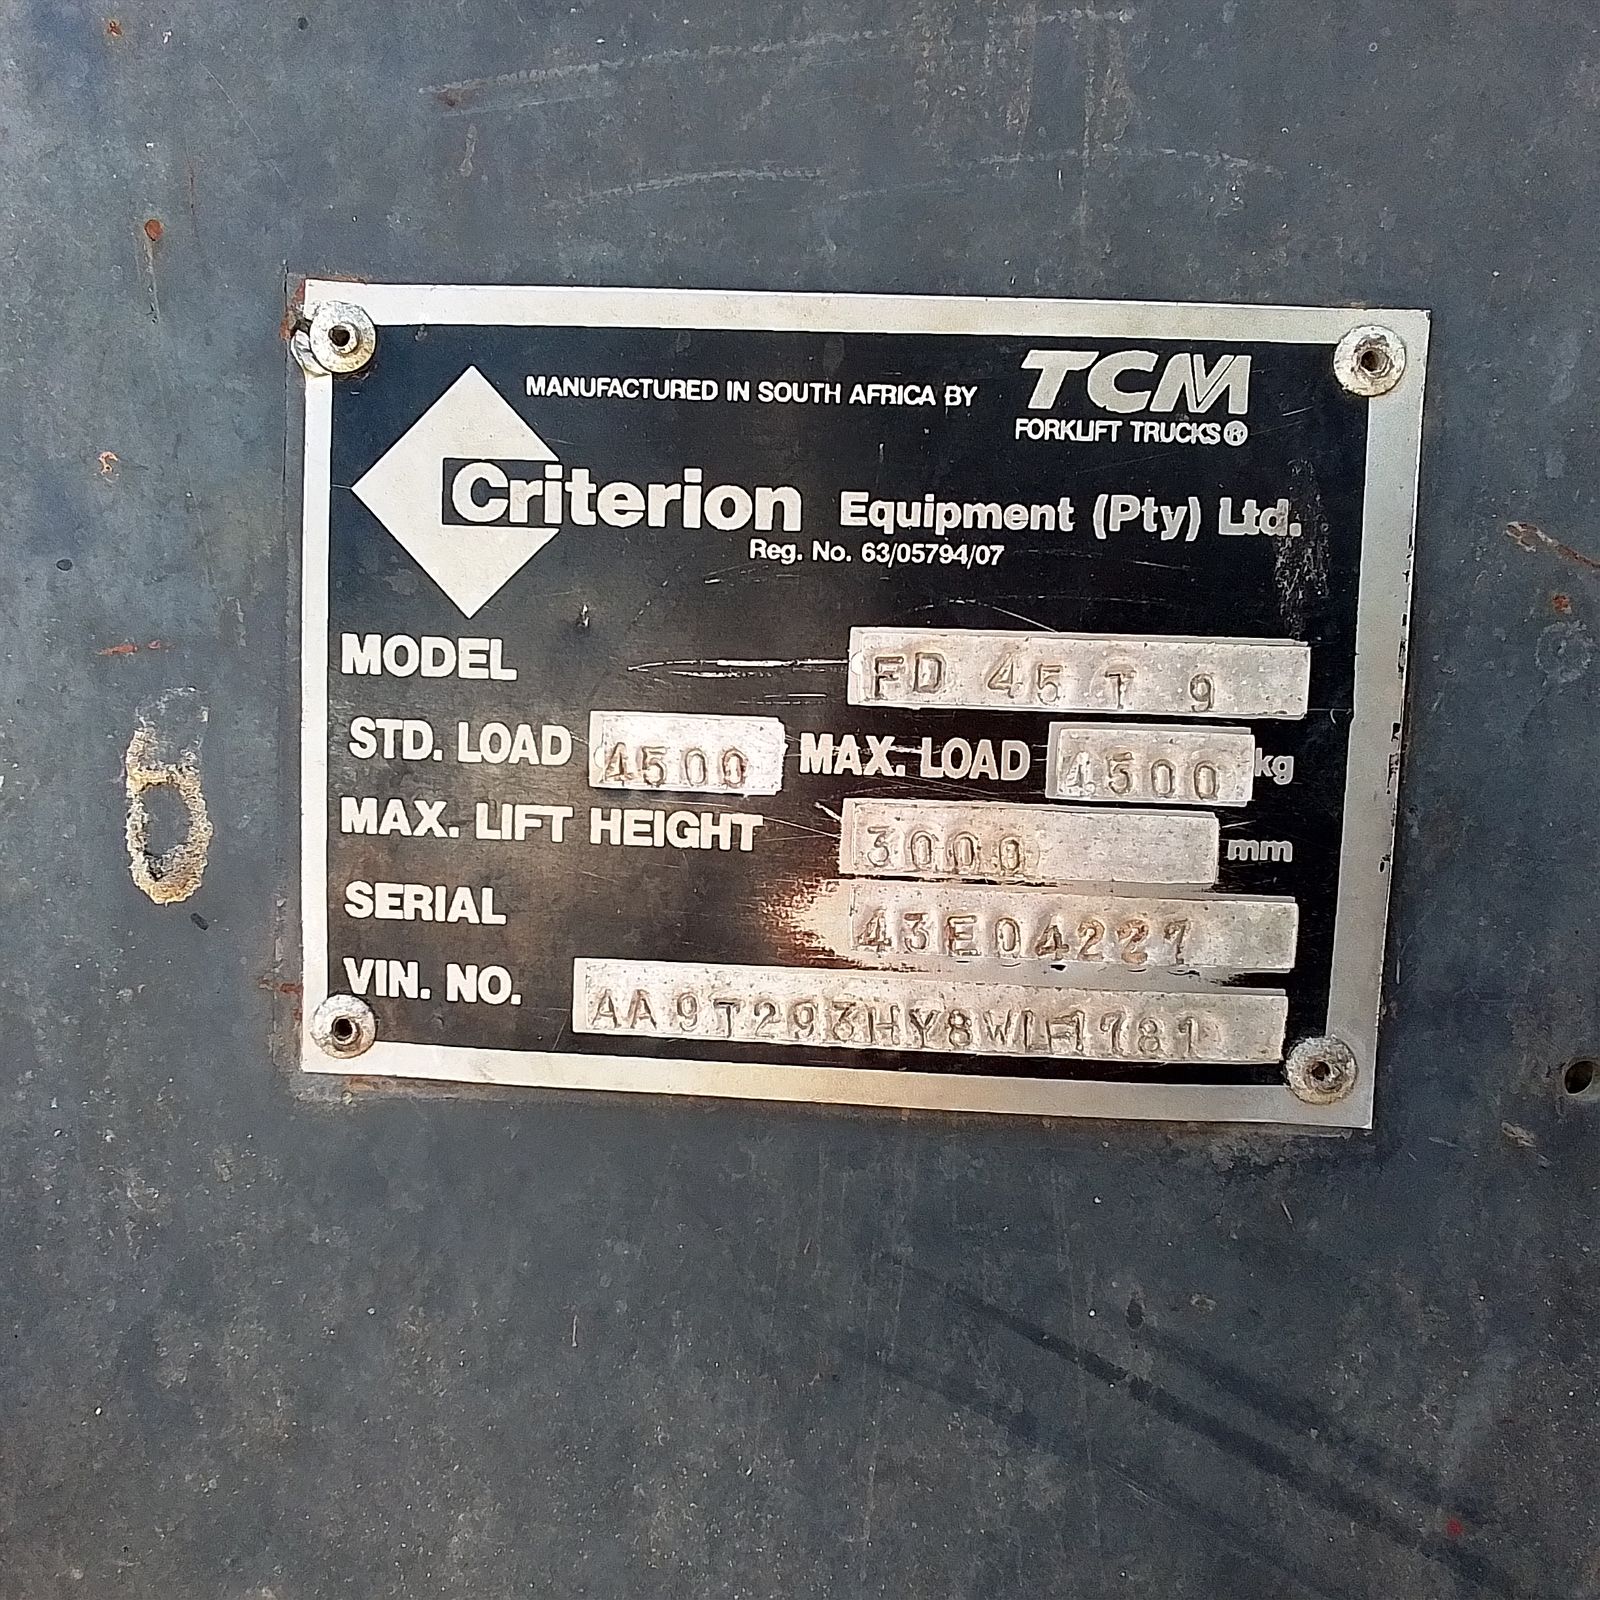 MANUFACTURED IN SOUTH AFRICA BY TCM
FORKLIFT TRUCKS®
Criterion Equipment (Pty) Ltd.
Reg. No. 63/05794/07
MODEL FD 45 T 9
STD. LOAD 4500 MAX. LOAD 4500 kg
MAX. LIFT HEIGHT 3000 mm
SERIAL 43E04227
VIN. NO.